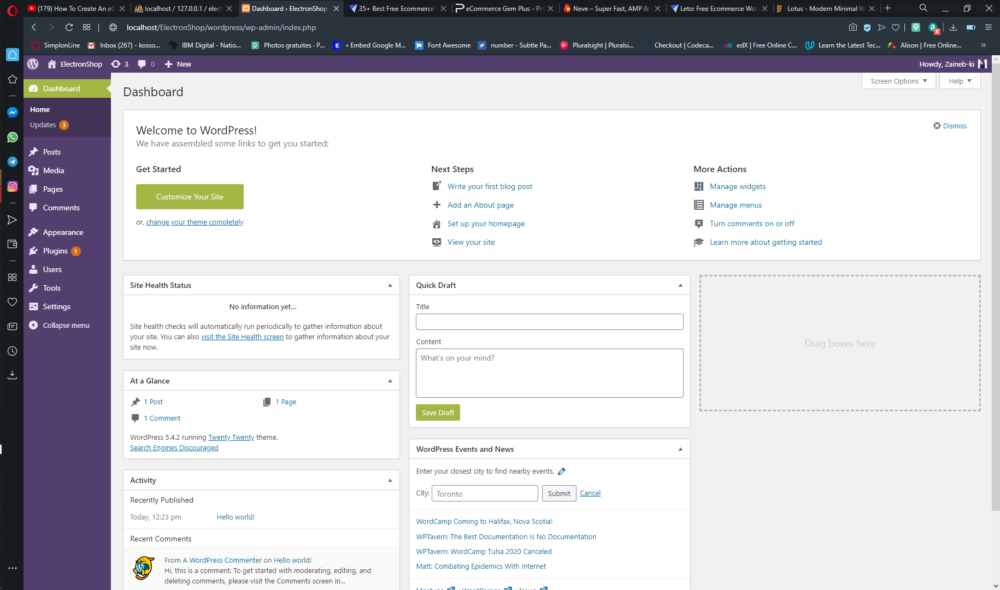 (179) How To Create An eC
localhost / 127.0.0.1 / elect
Dashboard ‹ ElectronShop
35+ Best Free Ecommerce
eCommerce Gem Plus - Pr
Neve – Super Fast, AMP &
Leto: Free Ecommerce Wo
Lotus - Modern Minimal W
localhost/ElectronShop/wordpress/wp-admin/index.php
8
SimplonLine
Inbox (267) - kosso...
IBM Digital - Natio...
Photos gratuites · P...
• Embed Google M...
Font Awesome
number - Subtle Pa...
Pluralsight | Pluralsi...
Checkout | Codeca...
edX | Free Online C...
Learn the Latest Tec...
Alison | Free Online...
»
ElectronShop
3
0
New
Howdy, Zaineb-ki
Dashboard
Home
Updates 3
Posts
Media
Pages
Comments
Appearance
Plugins 1
Users
Tools
Settings
Collapse menu
Dashboard
Screen Options
Help
Welcome to WordPress!
We have assembled some links to get you started:
Dismiss
Get Started
Customize Your Site
or, change your theme completely
Next Steps
Write your first blog post
Add an About page
Set up your homepage
View your site
More Actions
Manage widgets
Manage menus
Turn comments on or off
Learn more about getting started
Site Health Status
No information yet...
Site health checks will automatically run periodically to gather information about
your site. You can also visit the Site Health screen to gather information about your
site now.
At a Glance
1 Post
1 Page
1 Comment
WordPress 5.4.2 running Twenty Twenty theme.
Search Engines Discouraged
Activity
Recently Published
Today, 12:23 pm
Hello world!
Recent Comments
From A WordPress Commenter on Hello world!
Hi, this is a comment. To get started with moderating, editing, and
deleting comments, please visit the Comments screen in...
Quick Draft
Title
Content
What's on your mind?
Save Draft
WordPress Events and News
Enter your closest city to find nearby events.
City:
Toronto
Submit
Cancel
WordCamp Coming to Halifax, Nova Scotia!
WPTavern: The Best Documentation Is No Documentation
WPTavern: WordCamp Tulsa 2020 Canceled
Matt: Combating Epidemics With Internet
Meetups
WordCamps
News
Drag boxes here